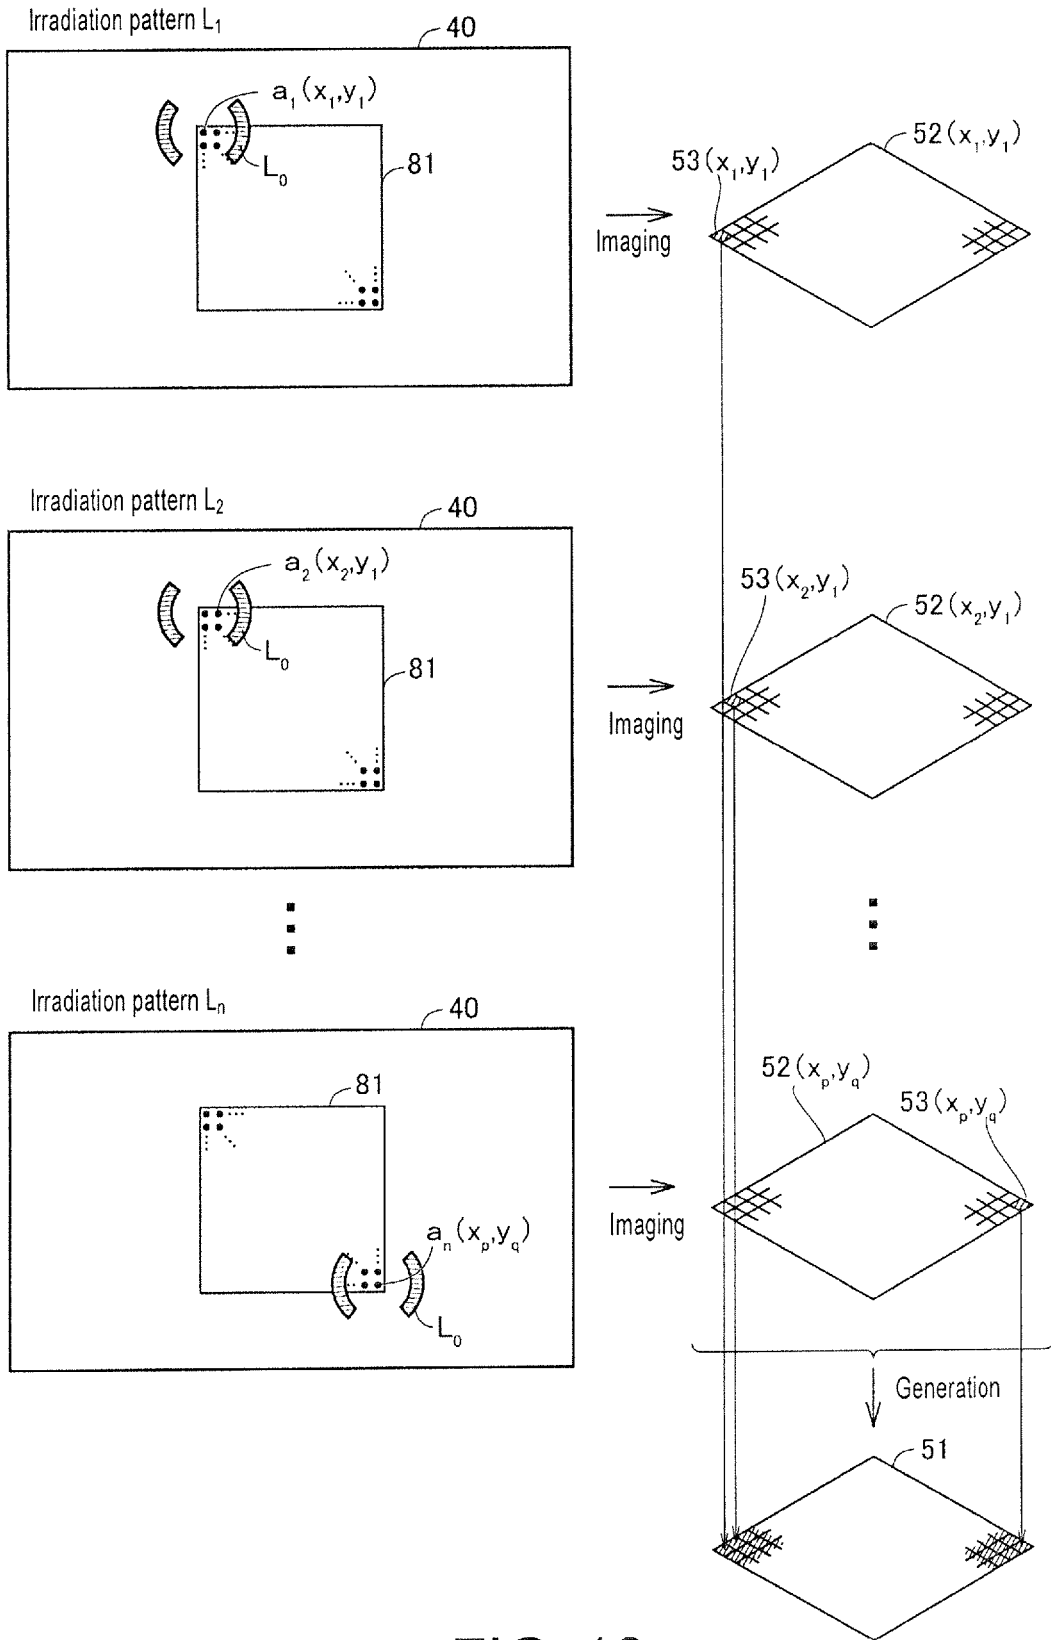 Irradiation pattern L₁
40
a₁(x₁,y₁)
L₀
81
Imaging
53(x₁,y₁)
52(x₁,y₁)
Irradiation pattern L₂
40
a₂(x₂,y₁)
L₀
81
Imaging
53(x₂,y₁)
52(x₂,y₁)
Irradiation pattern Lₙ
40
81
aₙ(xₚ,y_q)
L₀
Imaging
52(xₚ,y_q)
53(xₚ,y_q)
Generation
51